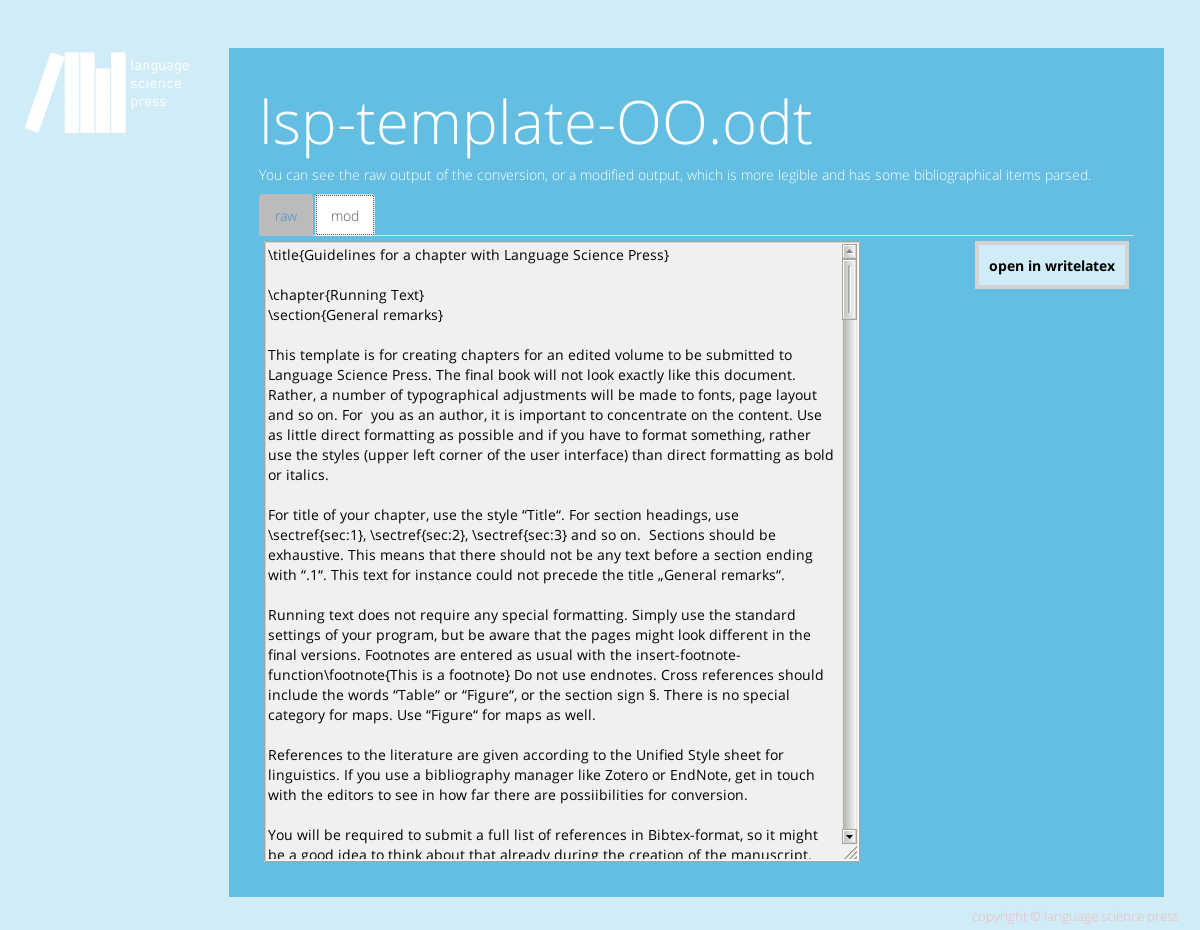 language
science
press
lsp-template-OO.odt
You can see the raw output of the conversion, or a modified output, which is more legible and has some bibliographical items parsed.
raw
mod
open in writelatex
\title{Guidelines for a chapter with Language Science Press}
\chapter{Running Text}
\section{General remarks}
This template is for creating chapters for an edited volume to be submitted to
Language Science Press. The final book will not look exactly like this document.
Rather, a number of typographical adjustments will be made to fonts, page layout
and so on. For  you as an author, it is important to concentrate on the content. Use
as little direct formatting as possible and if you have to format something, rather
use the styles (upper left corner of the user interface) than direct formatting as bold
or italics.
For title of your chapter, use the style “Title“. For section headings, use
\sectref{sec:1}, \sectref{sec:2}, \sectref{sec:3} and so on.  Sections should be
exhaustive. This means that there should not be any text before a section ending
with “.1“. This text for instance could not precede the title „General remarks“.
Running text does not require any special formatting. Simply use the standard
settings of your program, but be aware that the pages might look different in the
final versions. Footnotes are entered as usual with the insert-footnote-
function\footnote{This is a footnote} Do not use endnotes. Cross references should
include the words “Table“ or “Figure“, or the section sign §. There is no special
category for maps. Use “Figure“ for maps as well.
References to the literature are given according to the Unified Style sheet for
linguistics. If you use a bibliography manager like Zotero or EndNote, get in touch
with the editors to see in how far there are possiibilities for conversion.
You will be required to submit a full list of references in Bibtex-format, so it might
be a good idea to think about that already during the creation of the manuscript.
copyright © language science press